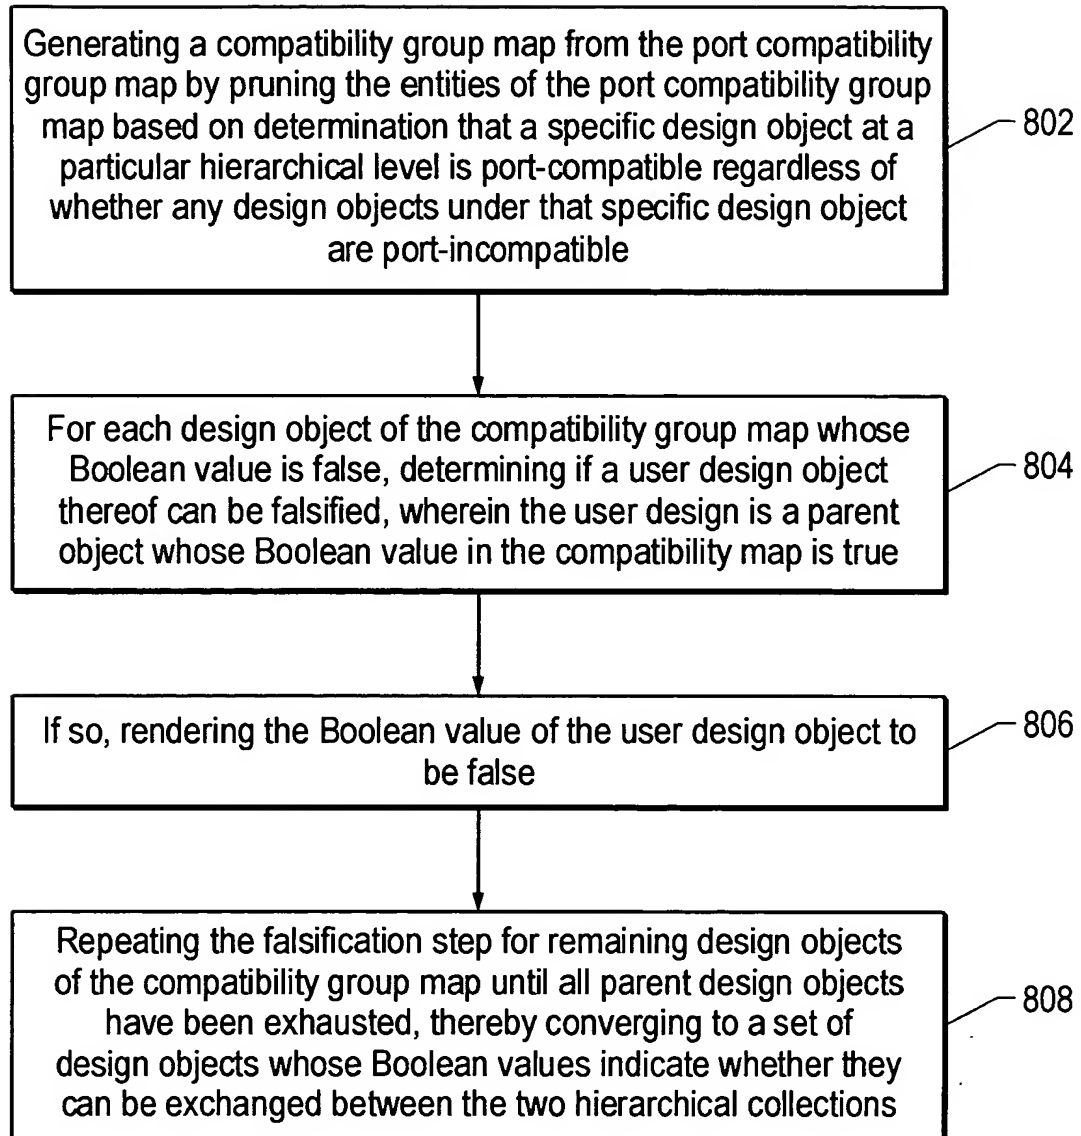 Generating a compatibility group map from the port compatibility
group map by pruning the entities of the port compatibility group
map based on determination that a specific design object at a
particular hierarchical level is port-compatible regardless of
whether any design objects under that specific design object
are port-incompatible
802
For each design object of the compatibility group map whose
Boolean value is false, determining if a user design object
thereof can be falsified, wherein the user design is a parent
object whose Boolean value in the compatibility map is true
804
If so, rendering the Boolean value of the user design object to
be false
806
Repeating the falsification step for remaining design objects
of the compatibility group map until all parent design objects
have been exhausted, thereby converging to a set of
design objects whose Boolean values indicate whether they
can be exchanged between the two hierarchical collections
808